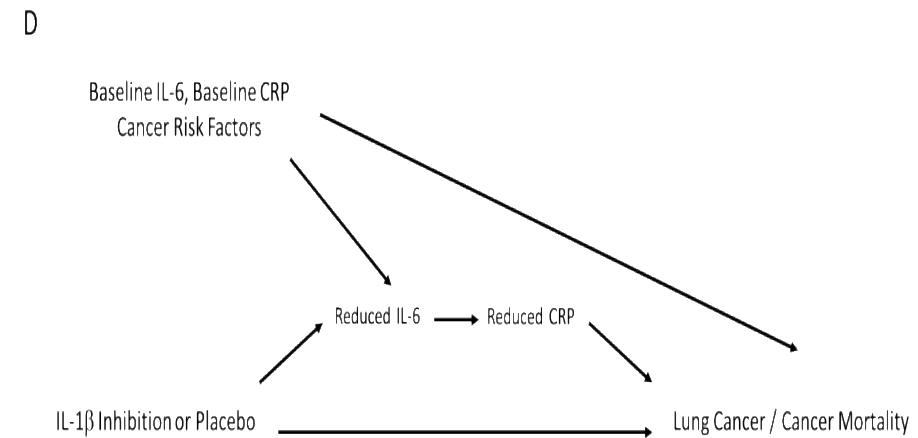 D
Baseline IL-6, Baseline CRP
Cancer Risk Factors
Reduced IL-6
Reduced CRP
IL-1β Inhibition or Placebo
Lung Cancer / Cancer Mortality